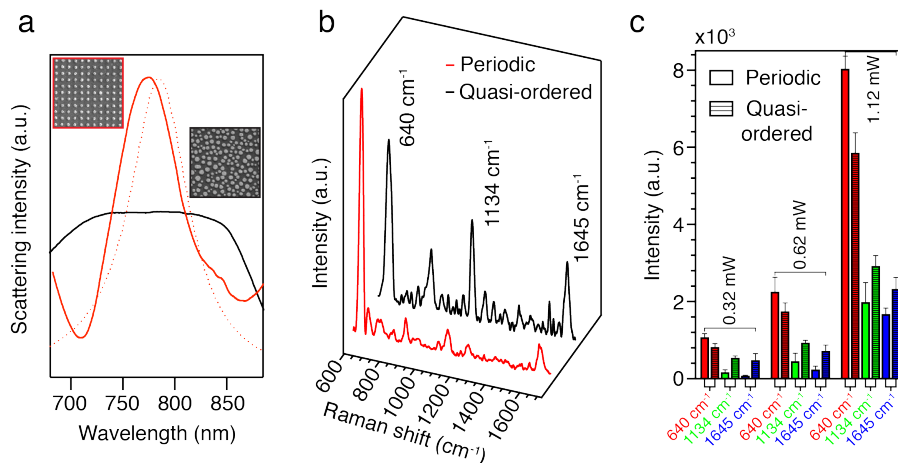 a
Scattering intensity (a.u.)
700
750
800
850
Wavelength (nm)
b
Periodic
Quasi-ordered
640 cm⁻¹
1134 cm⁻¹
1645 cm⁻¹
Intensity (a.u.)
600
800
1000
1200
1400
1600
Raman shift (cm⁻¹)
c
x10³
8
6
4
2
0
Intensity (a.u.)
Periodic
Quasi-
ordered
0.32 mW
0.62 mW
1.12 mW
640 cm⁻¹
1134 cm⁻¹
1645 cm⁻¹
640 cm⁻¹
1134 cm⁻¹
1645 cm⁻¹
640 cm⁻¹
1134 cm⁻¹
1645 cm⁻¹